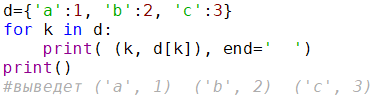 d={'a':1, 'b':2, 'c':3}
for k in d:
    print( (k, d[k]), end='  ')
print()
#выведет ('a', 1)  ('b', 2)  ('c', 3)